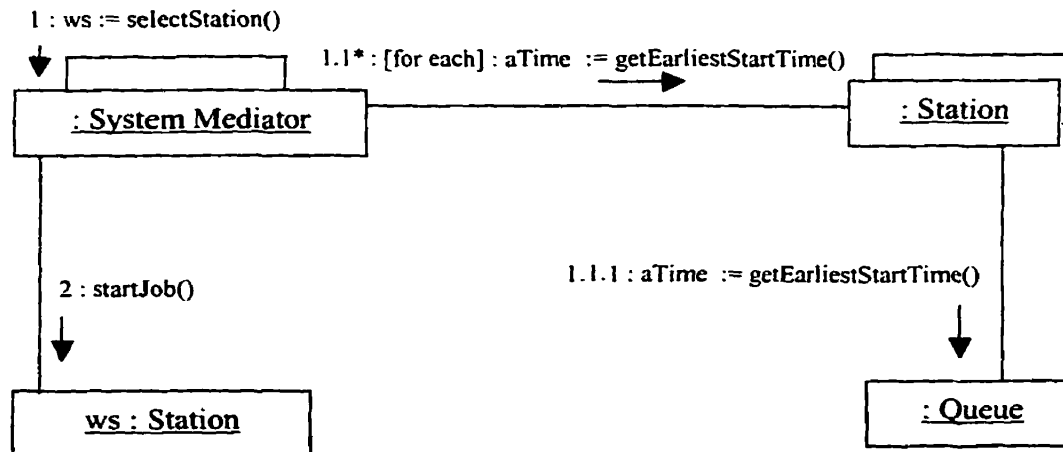 1 : ws := selectStation()
1.1* : [for each] : aTime := getEarliestStartTime()
: System Mediator
: Station
2 : startJob()
1.1.1 : aTime := getEarliestStartTime()
ws : Station
: Queue